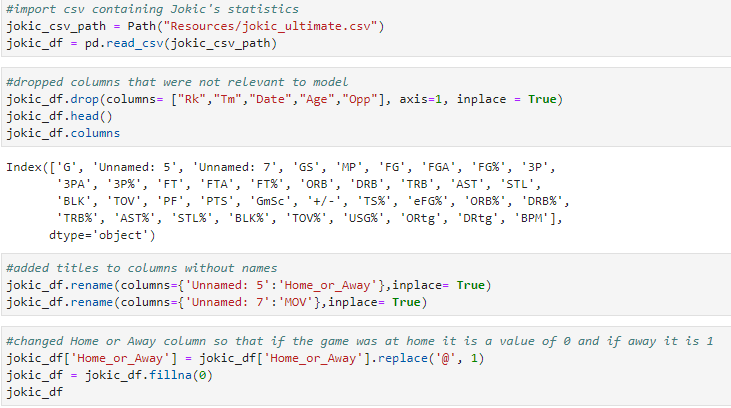 #import csv containing Jokic's statistics
jokic_csv_path = Path("Resources/jokic_ultimate.csv")
jokic_df = pd.read_csv(jokic_csv_path)
#dropped columns that were not relevant to model
jokic_df.drop(columns= ["Rk","Tm","Date","Age","Opp"], axis=1, inplace = True)
jokic_df.head()
jokic_df.columns
Index(['G', 'Unnamed: 5', 'Unnamed: 7', 'GS', 'MP', 'FG', 'FGA', 'FG%', '3P',
'3PA', '3P%', 'FT', 'FTA', 'FT%', 'ORB', 'DRB', 'TRB', 'AST', 'STL',
'BLK', 'TOV', 'PF', 'PTS', 'GmSc', '+/-', 'TS%', 'eFG%', 'ORB%', 'DRB%',
'TRB%', 'AST%', 'STL%', 'BLK%', 'TOV%', 'USG%', 'ORtg', 'DRtg', 'BPM'],
dtype='object')
#added titles to columns without names
jokic_df.rename(columns={'Unnamed: 5':'Home_or_Away'},inplace= True)
jokic_df.rename(columns={'Unnamed: 7':'MOV'},inplace= True)
#changed Home or Away column so that if the game was at home it is a value of 0 and if away it is 1
jokic_df['Home_or_Away'] = jokic_df['Home_or_Away'].replace('@', 1)
jokic_df = jokic_df.fillna(0)
jokic_df